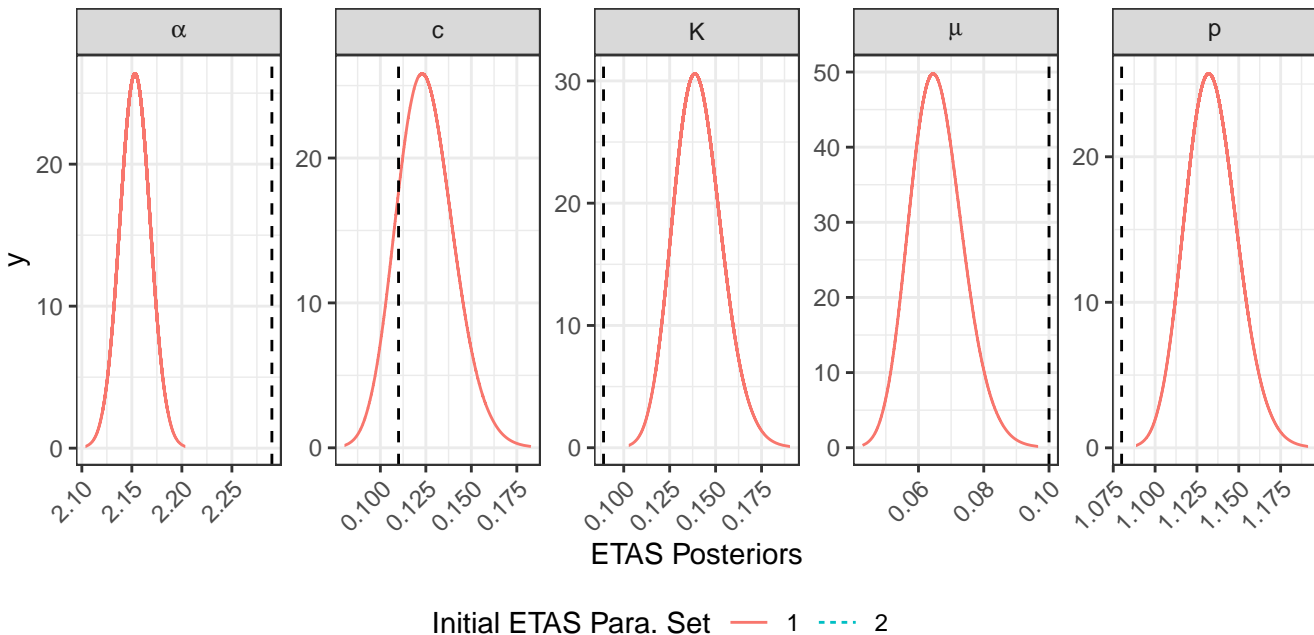 α c K μ p
y
0 10 20
0 10 20
0 10 20 30
0 10 20 30 40 50
0 10 20
2.10 2.15 2.20 2.25
0.100 0.125 0.150 0.175
0.100 0.125 0.150 0.175
0.06 0.08 0.10
1.075 1.100 1.125 1.150 1.175
ETAS Posteriors
Initial ETAS Para. Set 1 2